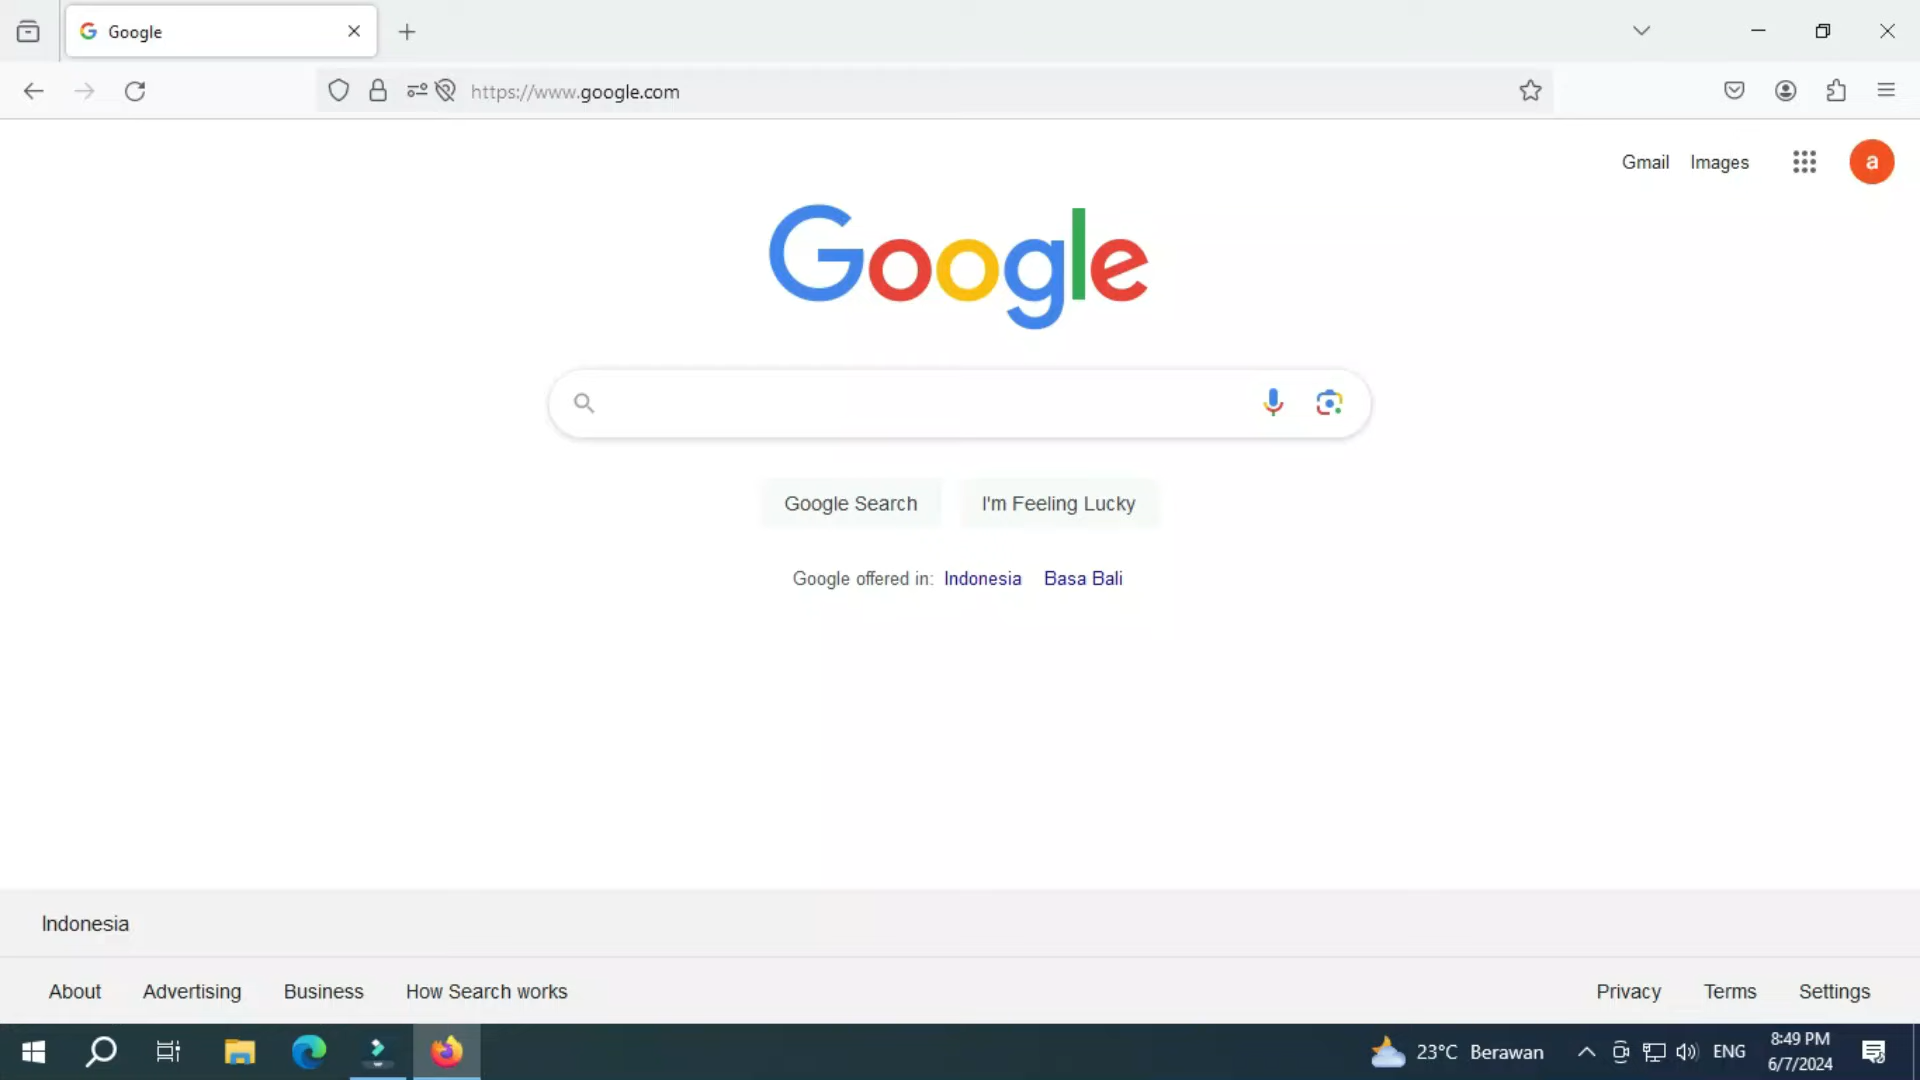 Google
https://www.google.com
Gmail Images a
Google
Google Search I'm Feeling Lucky
Google offered in: Indonesia Basa Bali
Indonesia
About Advertising Business How Search works Privacy Terms Settings
23°C Berawan ENG 8:49 PM
6/7/2024